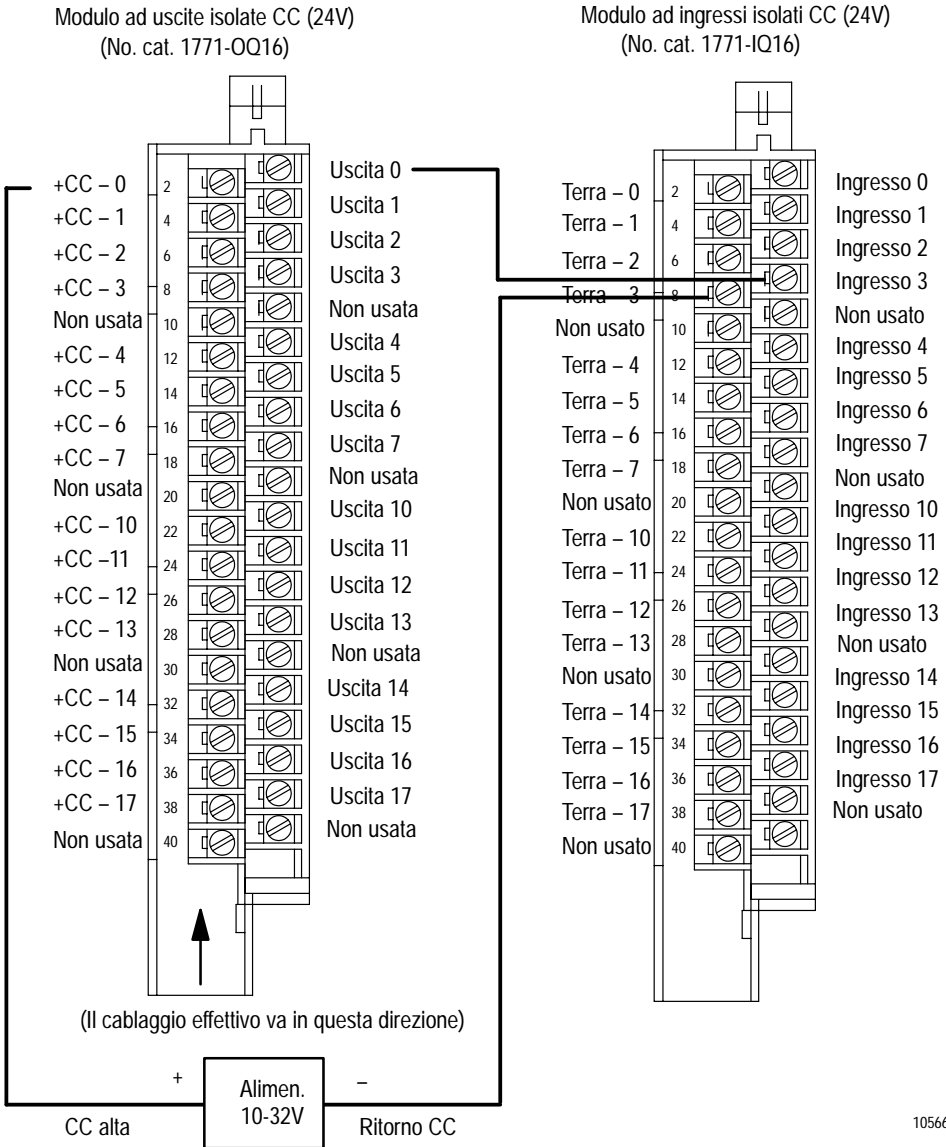 Modulo ad uscite isolate CC (24V)
(No. cat. 1771-OQ16)
+CC – 0
+CC – 1
+CC – 2
+CC – 3
Non usata
+CC – 4
+CC – 5
+CC – 6
+CC – 7
Non usata
+CC – 10
+CC –11
+CC – 12
+CC – 13
Non usata
+CC – 14
+CC – 15
+CC – 16
+CC – 17
Non usata
2
4
6
8
10
12
14
16
18
20
22
24
26
28
30
32
34
36
38
40
Uscita 0
Uscita 1
Uscita 2
Uscita 3
Non usata
Uscita 4
Uscita 5
Uscita 6
Uscita 7
Non usata
Uscita 10
Uscita 11
Uscita 12
Uscita 13
Non usata
Uscita 14
Uscita 15
Uscita 16
Uscita 17
Non usata
Modulo ad ingressi isolati CC (24V)
(No. cat. 1771-IQ16)
Terra – 0
Terra – 1
Terra – 2
Terra – 3
Non usato
Terra – 4
Terra – 5
Terra – 6
Terra – 7
Non usato
Terra – 10
Terra – 11
Terra – 12
Terra – 13
Non usato
Terra – 14
Terra – 15
Terra – 16
Terra – 17
Non usato
2
4
6
8
10
12
14
16
18
20
22
24
26
28
30
32
34
36
38
40
Ingresso 0
Ingresso 1
Ingresso 2
Ingresso 3
Non usato
Ingresso 4
Ingresso 5
Ingresso 6
Ingresso 7
Non usato
Ingresso 10
Ingresso 11
Ingresso 12
Ingresso 13
Non usato
Ingresso 14
Ingresso 15
Ingresso 16
Ingresso 17
Non usato
(Il cablaggio effettivo va in questa direzione)
+
Alimen.
10-32V
–
CC alta
Ritorno CC
10566